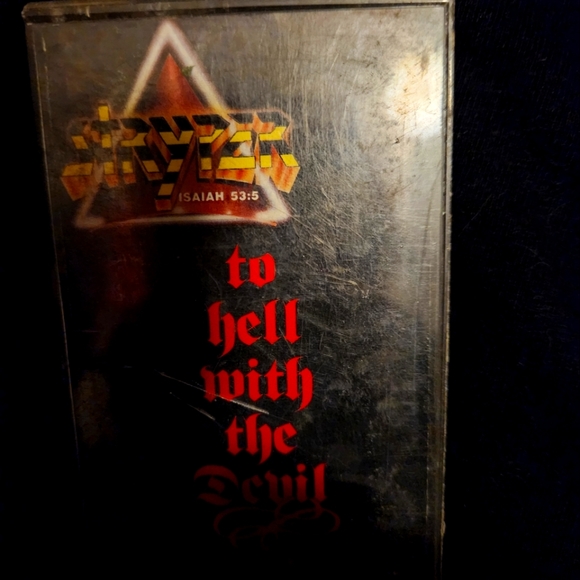 STRYPER
ISAIAH 53:5
to
hell
with
the
Devil